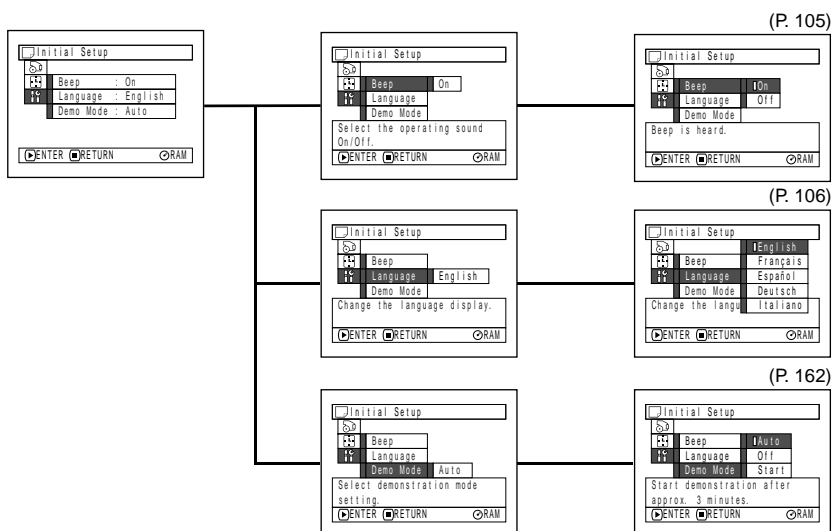 Initial Setup
Beep : On
Language : English
Demo Mode : Auto
ENTER RETURN RAM
Initial Setup
Beep On
Language
Demo Mode
Select the operating sound
On/Off.
ENTER RETURN RAM
(P. 105)
Initial Setup
Beep On
Language Off
Demo Mode
Beep is heard.
ENTER RETURN RAM
Initial Setup
Beep
Language English
Demo Mode
Change the language display.
ENTER RETURN RAM
(P. 106)
Initial Setup
English
Beep Français
Language Español
Demo Mode Deutsch
Change the langu Italiano
ENTER RETURN RAM
Initial Setup
Beep
Language
Demo Mode Auto
Select demonstration mode
setting.
ENTER RETURN RAM
(P. 162)
Initial Setup
Beep Auto
Language Off
Demo Mode Start
Start demonstration after
approx. 3 minutes.
ENTER RETURN RAM